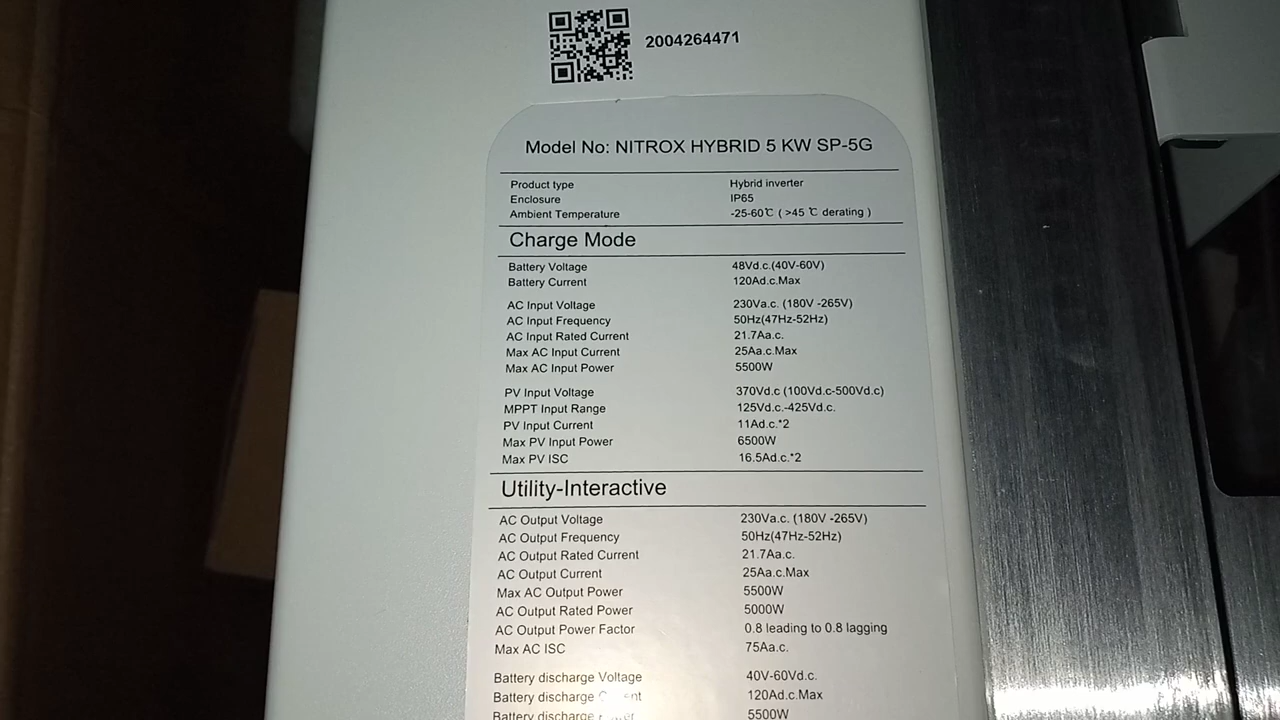 2004264471
Model No: NITROX HYBRID 5 KW SP-5G
Product type Hybrid inverter
Enclosure IP65
Ambient Temperature -25-60℃ ( >45 ℃ derating )
Charge Mode
Battery Voltage 48Vd.c.(40V-60V)
Battery Current 120Ad.c.Max
AC Input Voltage 230Va.c. (180V -265V)
AC Input Frequency 50Hz(47Hz-52Hz)
AC Input Rated Current 21.7Aa.c.
Max AC Input Current 25Aa.c.Max
Max AC Input Power 5500W
PV Input Voltage 370Vd.c (100Vd.c-500Vd.c)
MPPT Input Range 125Vd.c.-425Vd.c.
PV Input Current 11Ad.c.*2
Max PV Input Power 6500W
Max PV ISC 16.5Ad.c.*2
Utility-Interactive
AC Output Voltage 230Va.c. (180V -265V)
AC Output Frequency 50Hz(47Hz-52Hz)
AC Output Rated Current 21.7Aa.c.
AC Output Current 25Aa.c.Max
Max AC Output Power 5500W
AC Output Rated Power 5000W
AC Output Power Factor 0.8 leading to 0.8 lagging
Max AC ISC 75Aa.c.
Battery discharge Voltage 40V-60Vd.c.
Battery discharge 120Ad.c.Max
Battery discharge 5500W